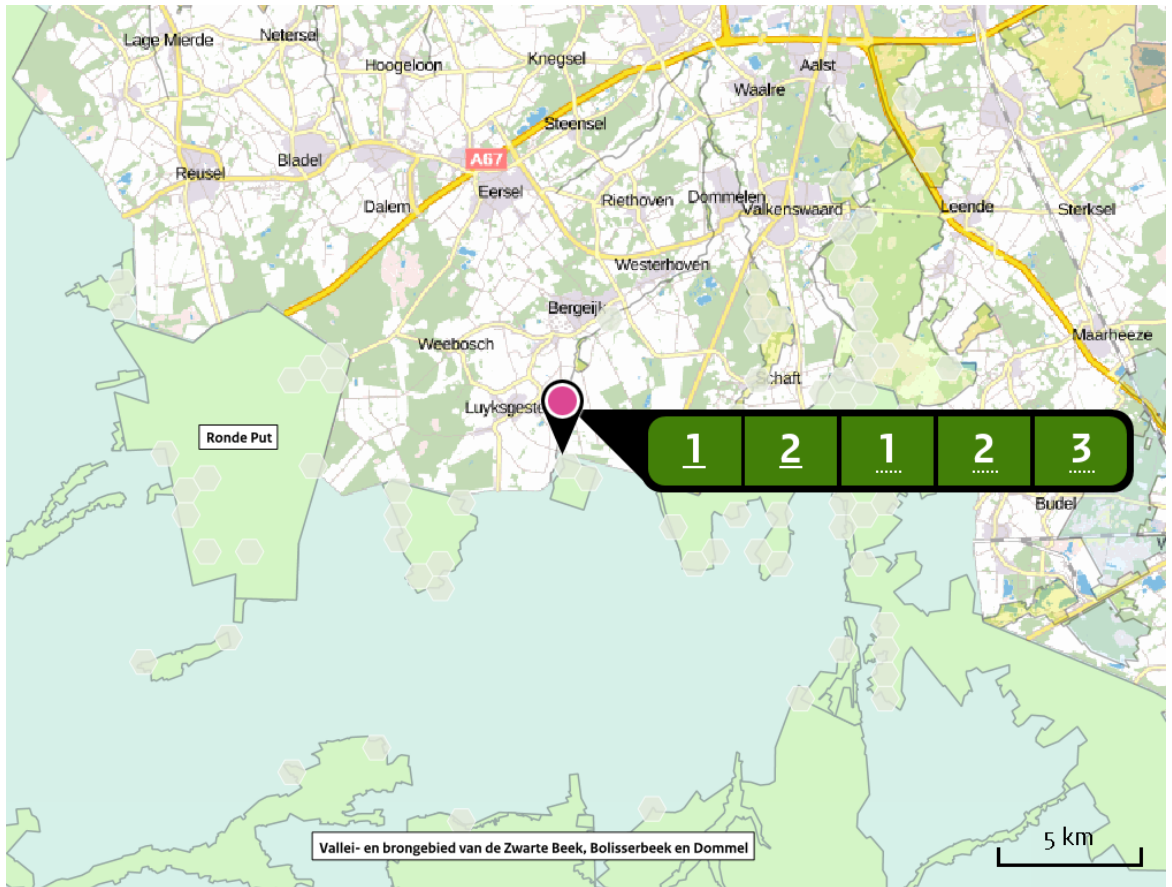 Lage Mierde
Netersel
Hoogeloon
Knegsel
Aalst
Waalre
Steensel
A67
Bladel
Reusel
Eersel
Dalem
Riethoven
Dommelen
Valkenswaard
Leende
Sterksel
Westerhoven
Bergeijk
Weebosch
Maarheeze
Schaft
Ronde Put
1 2 1 2 3
Budel
Vallei- en brongebied van de Zwarte Beek, Bolisserbeek en Dommel
5 km